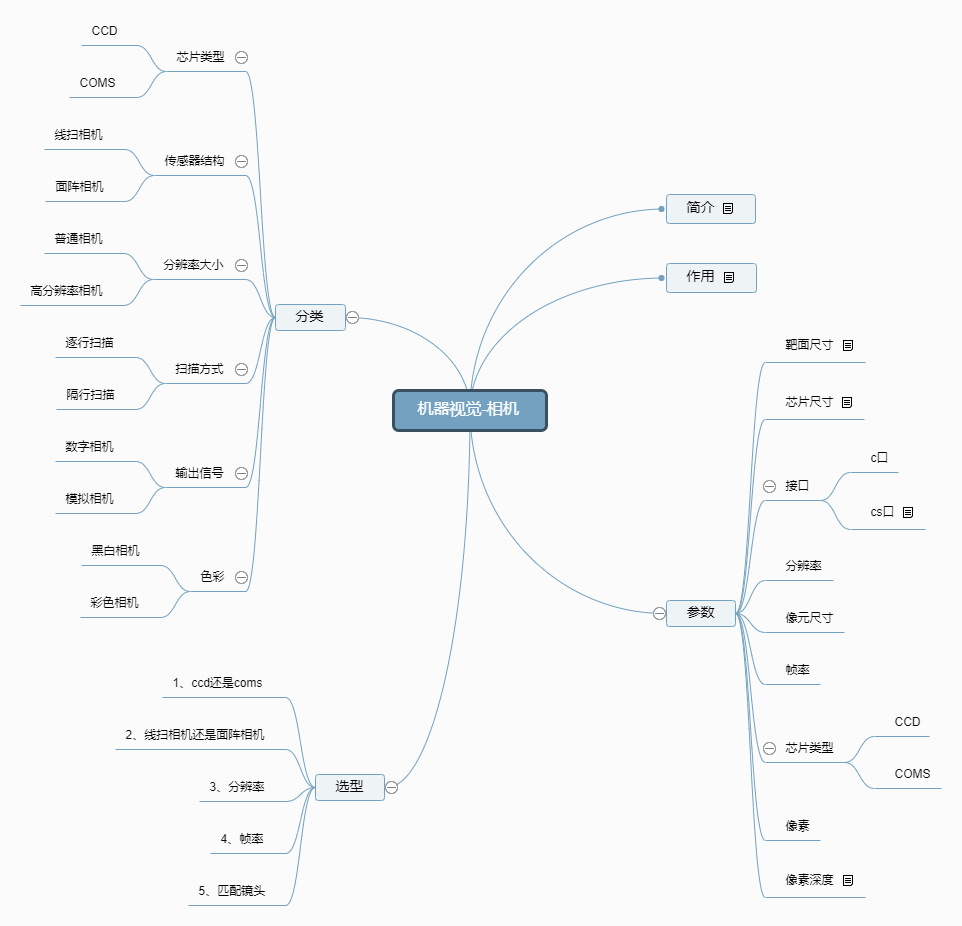 机器视觉-相机
简介
作用
参数
靶面尺寸
芯片尺寸
接口
c口
cs口
分辨率
像元尺寸
帧率
芯片类型
CCD
COMS
像素
像素深度
分类
芯片类型
CCD
COMS
传感器结构
线扫相机
面阵相机
分辨率大小
普通相机
高分辨率相机
扫描方式
逐行扫描
隔行扫描
输出信号
数字相机
模拟相机
色彩
黑白相机
彩色相机
选型
1、ccd还是coms
2、线扫相机还是面阵相机
3、分辨率
4、帧率
5、匹配镜头